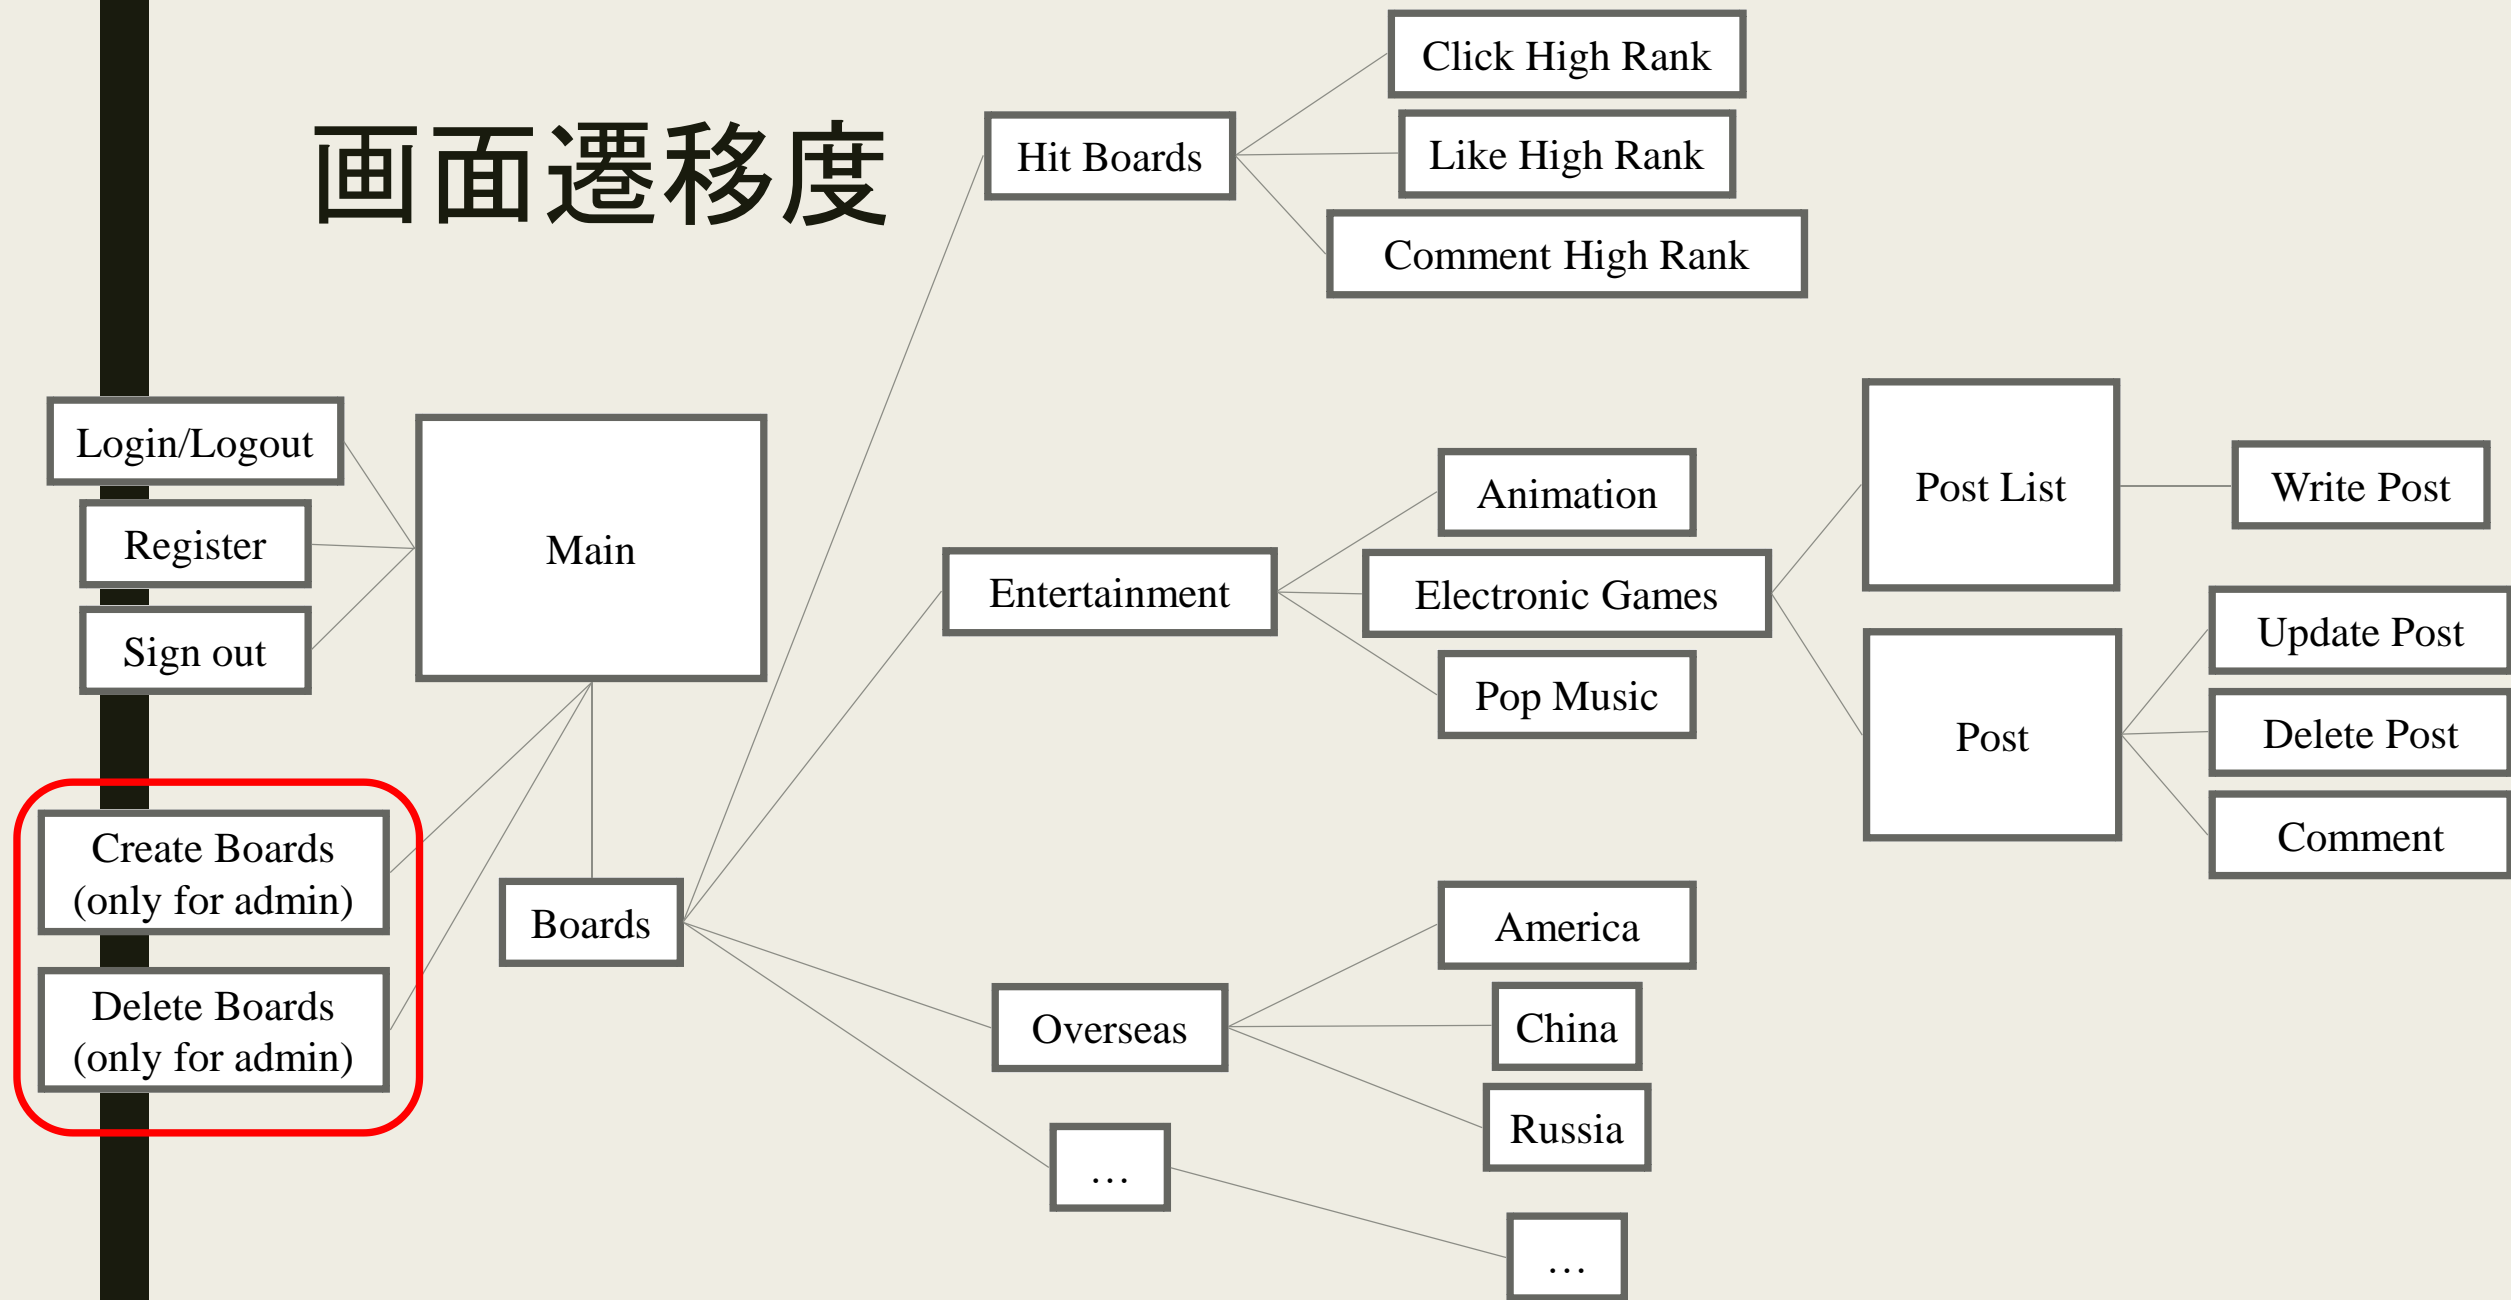 画面遷移度
Click High Rank
Hit Boards
Like High Rank
Comment High Rank
Login/Logout
Register
Sign out
Main
Create Boards
(only for admin)
Delete Boards
(only for admin)
Boards
Entertainment
Animation
Electronic Games
Pop Music
Post List
Write Post
Post
Update Post
Delete Post
Comment
Overseas
America
China
Russia
…
…